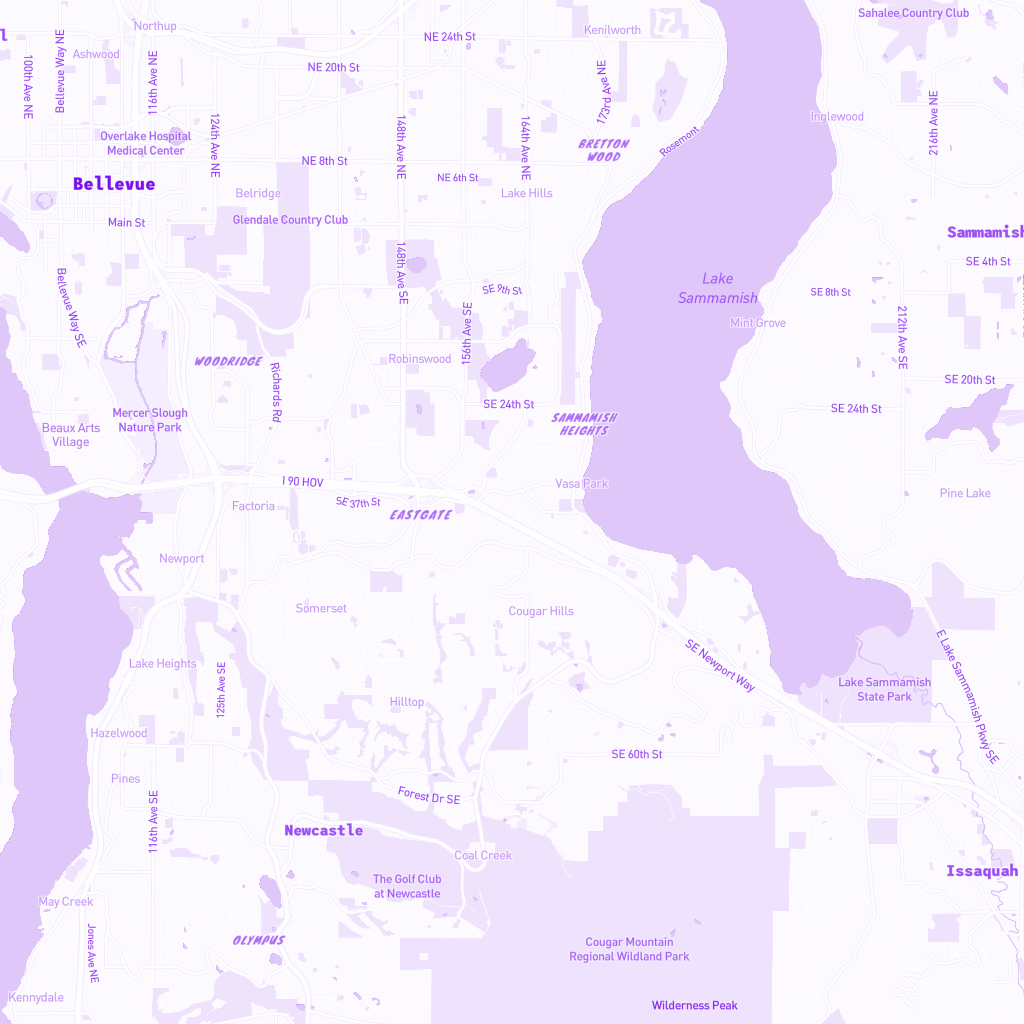 Northup
Ashwood
l
100th Ave NE
Bellevue Way NE
116th Ave NE
NE 24th St
NE 20th St
Kenilworth
Sahalee Country Club
173rd Ave NE
Inglewood
216th Ave NE
Overlake Hospital
Medical Center
124th Ave NE
148th Ave NE
164th Ave NE
BRETTON
WOOD
Rosemont
NE 8th St
NE 6th St
Bellevue
Belridge
Lake Hills
Main St
Glendale Country Club
Sammamish
SE 4th St
Bellevue Way SE
148th Ave SE
SE 9th St
Lake
Sammamish
SE 8th St
Mint Grove
212th Ave SE
WOODRIDGE
156th Ave SE
Robinswood
Richards Rd
SE 20th St
SE 24th St
SE 24th St
Mercer Slough
Nature Park
Beaux Arts
Village
SAMMAMISH
HEIGHTS
I 90 HOV
SE 37th St
Vasa Park
Pine Lake
Factoria
EASTGATE
Newport
Somerset
Cougar Hills
Lake Heights
125th Ave SE
SE Newport Way
E Lake Sammamish Pkwy SE
Lake Sammamish
State Park
Hilltop
Hazelwood
SE 60th St
Pines
116th Ave SE
Forest Dr SE
Newcastle
Coal Creek
The Golf Club
at Newcastle
Issaquah
May Creek
Jones Ave NE
OLYMPUS
Cougar Mountain
Regional Wildland Park
Kennydale
Wilderness Peak